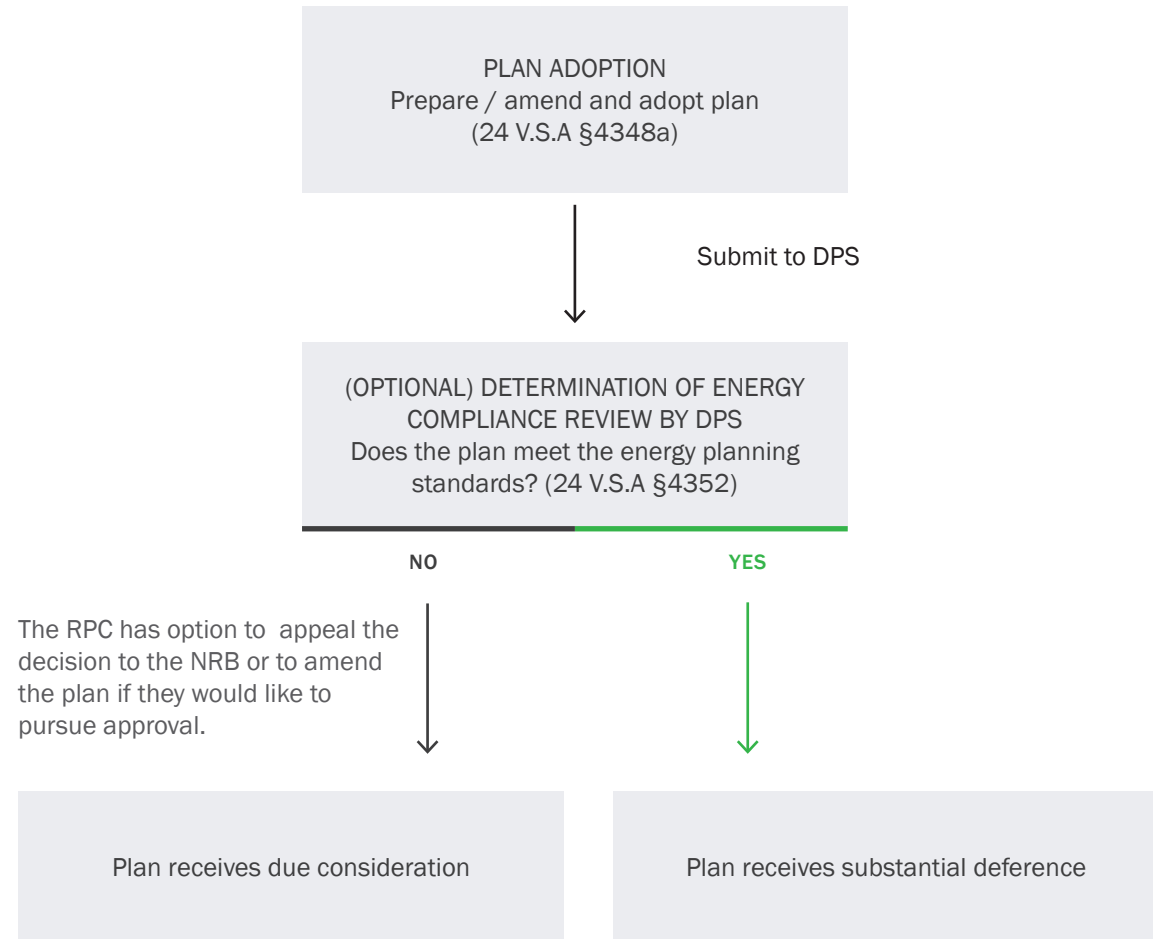 PLAN ADOPTION
Prepare / amend and adopt plan
(24 V.S.A §4348a)
Submit to DPS
(OPTIONAL) DETERMINATION OF ENERGY
COMPLIANCE REVIEW BY DPS
Does the plan meet the energy planning
standards? (24 V.S.A §4352)
NO
YES
The RPC has option to  appeal the
decision to the NRB or to amend
the plan if they would like to
pursue approval.
Plan receives due consideration
Plan receives substantial deference